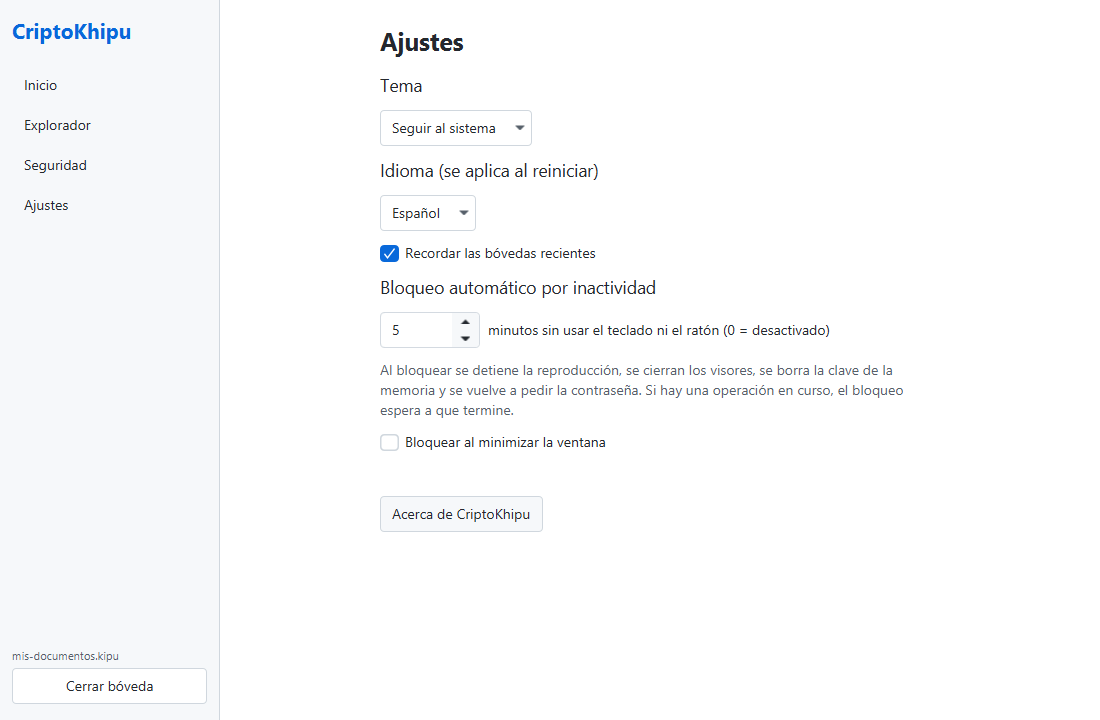 CriptoKhipu
Inicio
Explorador
Seguridad
Ajustes
mis-documentos.kipu
Cerrar bóveda
Ajustes
Tema
Seguir al sistema
Idioma (se aplica al reiniciar)
Español
Recordar las bóvedas recientes
Bloqueo automático por inactividad
5 minutos sin usar el teclado ni el ratón (0 = desactivado)
Al bloquear se detiene la reproducción, se cierran los visores, se borra la clave de la
memoria y se vuelve a pedir la contraseña. Si hay una operación en curso, el bloqueo
espera a que termine.
Bloquear al minimizar la ventana
Acerca de CriptoKhipu